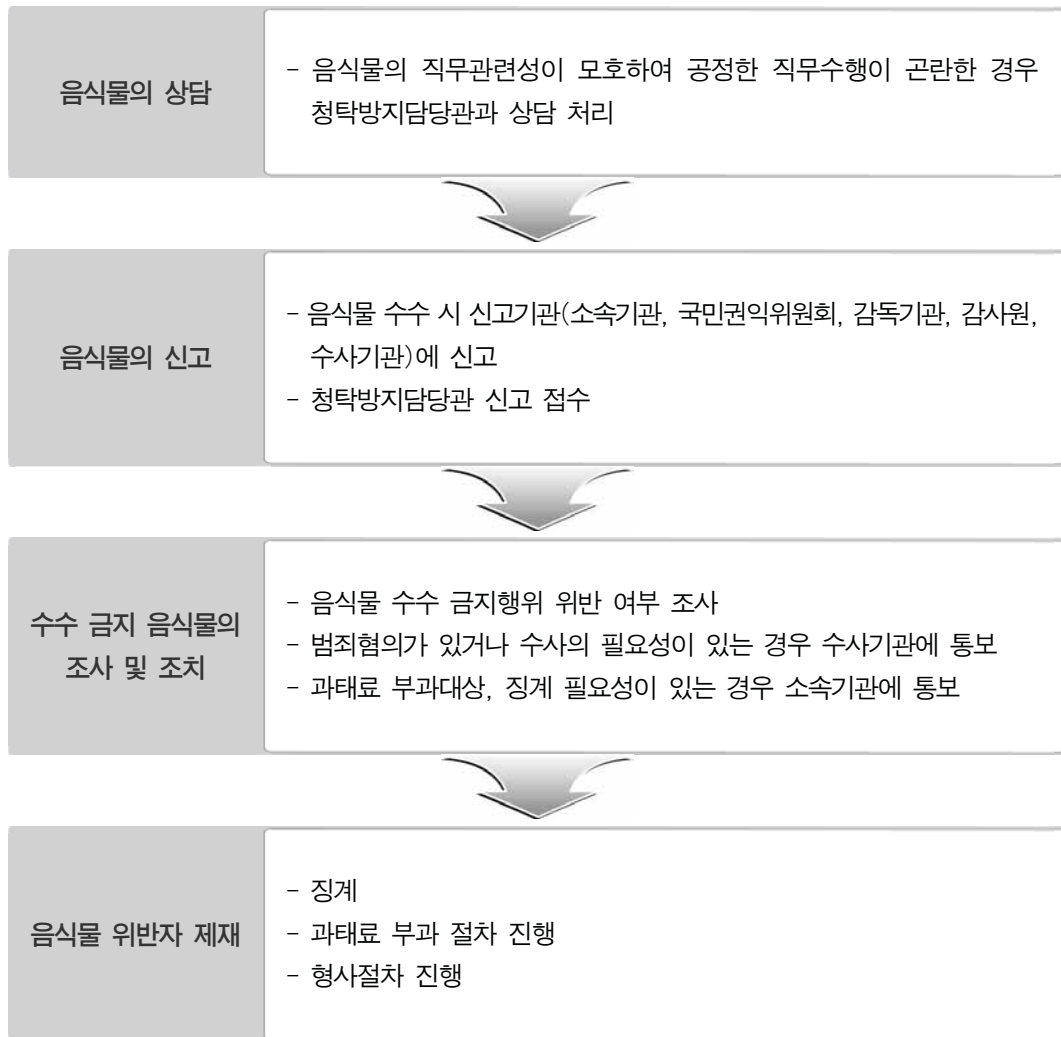 음식물의 상담
- 음식물의 직무관련성이 모호하여 공정한 직무수행이 곤란한 경우
청탁방지담당관과 상담 처리
음식물의 신고
- 음식물 수수 시 신고기관(소속기관, 국민권익위원회, 감독기관, 감사원,
수사기관)에 신고
- 청탁방지담당관 신고 접수
수수 금지 음식물의
조사 및 조치
- 음식물 수수 금지행위 위반 여부 조사
- 범죄혐의가 있거나 수사의 필요성이 있는 경우 수사기관에 통보
- 과태료 부과대상, 징계 필요성이 있는 경우 소속기관에 통보
음식물 위반자 제재
- 징계
- 과태료 부과 절차 진행
- 형사절차 진행